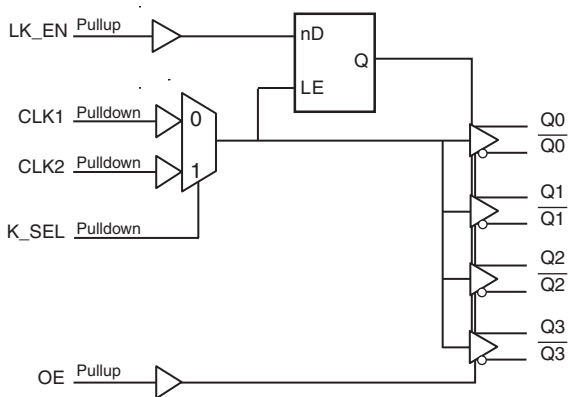 LK_EN Pullup
nD
Q
LE
CLK1 Pulldown
0
CLK2 Pulldown
1
K_SEL Pulldown
Q0
Q0
Q1
Q1
Q2
Q2
Q3
Q3
OE Pullup